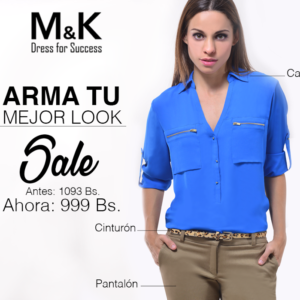 M&K
Dress for Success
Ca
ARMA TU
MEJOR LOOK
Sale
Antes: 1093 Bs.
Ahora: 999 Bs.
Cinturón
Pantalón